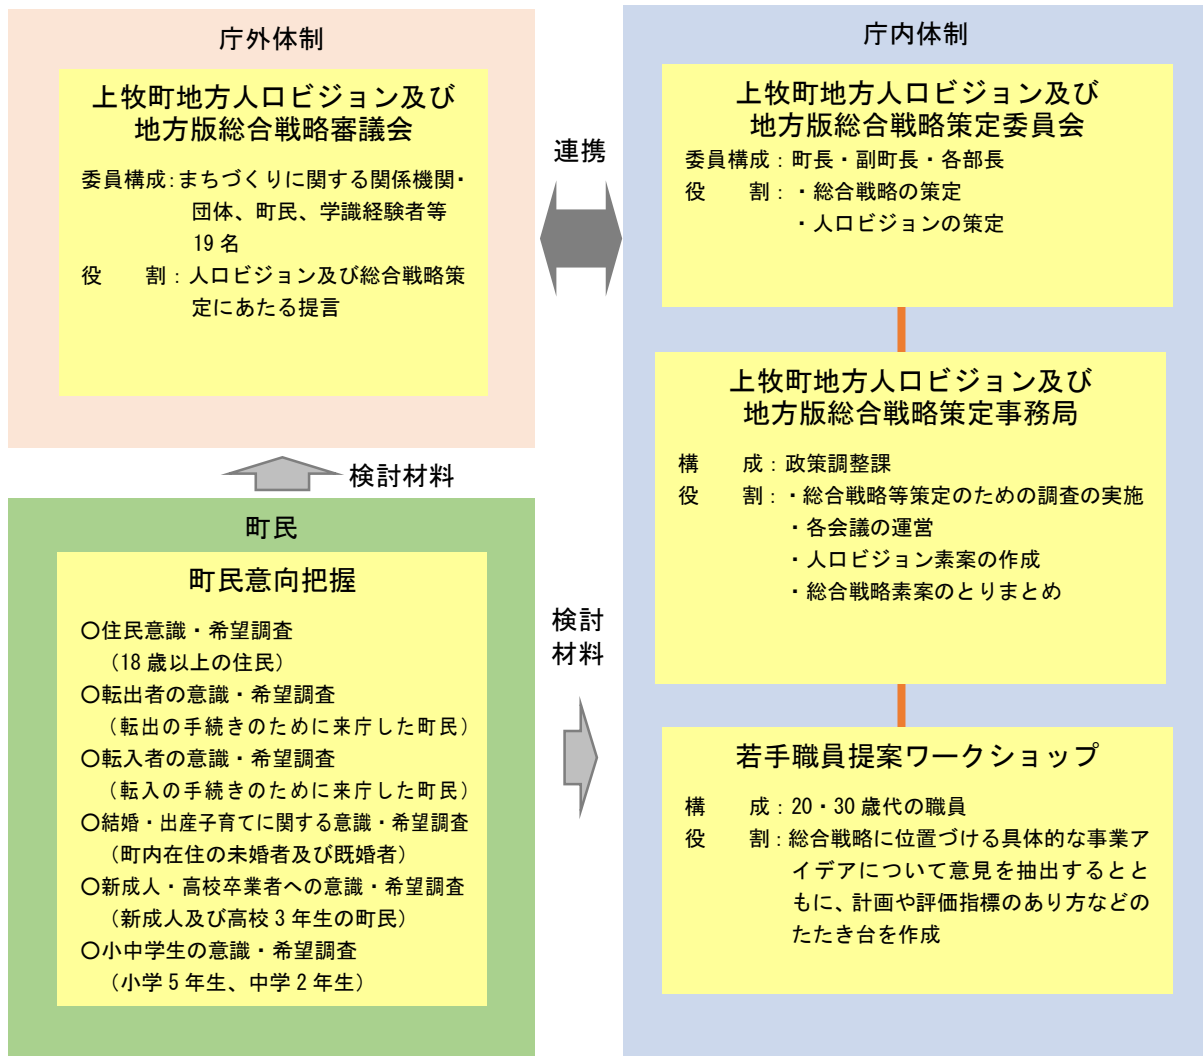 庁外体制
上牧町地方人口ビジョン及び
地方版総合戦略審議会
委員構成：まちづくりに関する関係機関・
団体、町民、学識経験者等
19名
役　　割：人口ビジョン及び総合戦略策
定にあたる提言
検討材料
町民
町民意向把握
〇住民意識・希望調査
（18歳以上の住民）
〇転出者の意識・希望調査
（転出の手続きのために来庁した町民）
〇転入者の意識・希望調査
（転入の手続きのために来庁した町民）
〇結婚・出産子育てに関する意識・希望調査
（町内在住の未婚者及び既婚者）
〇新成人・高校卒業者への意識・希望調査
（新成人及び高校3年生の町民）
〇小中学生の意識・希望調査
（小学5年生、中学2年生）
連携
検討
材料
庁内体制
上牧町地方人口ビジョン及び
地方版総合戦略策定委員会
委員構成：町長・副町長・各部長
役　　割：・総合戦略の策定
・人口ビジョンの策定
上牧町地方人口ビジョン及び
地方版総合戦略策定事務局
構　　成：政策調整課
役　　割：・総合戦略等策定のための調査の実施
・各会議の運営
・人口ビジョン素案の作成
・総合戦略素案のとりまとめ
若手職員提案ワークショップ
構　　成：20・30歳代の職員
役　　割：総合戦略に位置づける具体的な事業ア
イデアについて意見を抽出するとと
もに、計画や評価指標のあり方などの
たたき台を作成